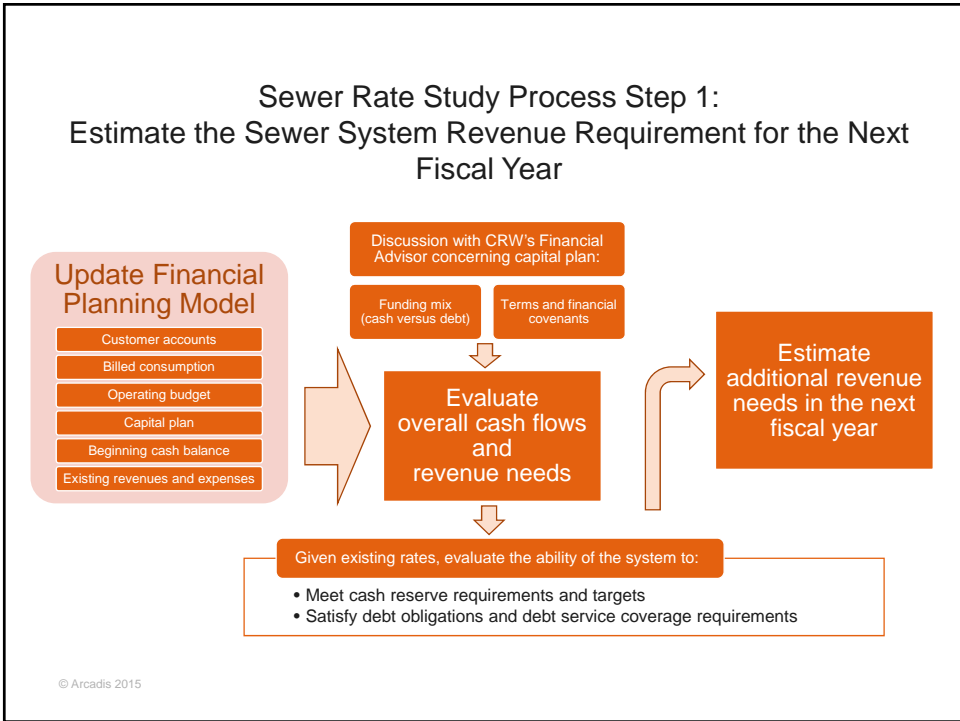 Sewer Rate Study Process Step 1:
Estimate the Sewer System Revenue Requirement for the Next
Fiscal Year
Update Financial
Planning Model
Customer accounts
Billed consumption
Operating budget
Capital plan
Beginning cash balance
Existing revenues and expenses
Discussion with CRW's Financial
Advisor concerning capital plan:
Funding mix
(cash versus debt)
Terms and financial
covenants
Evaluate
overall cash flows
and
revenue needs
Given existing rates, evaluate the ability of the system to:
• Meet cash reserve requirements and targets
• Satisfy debt obligations and debt service coverage requirements
Estimate
additional revenue
needs in the next
fiscal year
© Arcadis 2015